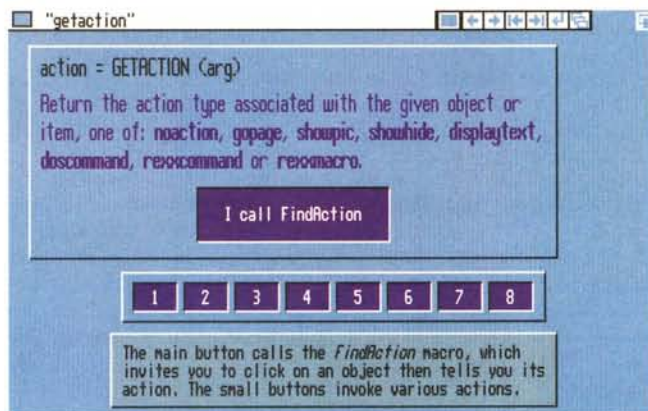 "getaction"
action = GETACTION (arg)
Return the action type associated with the given object or
item, one of: noaction, gopage, showpic, showhide, displaytext,
doscommand, rexxcommand or rexxmacro.
I call FindAction
1 2 3 4 5 6 7 8
The main button calls the FindAction macro, which
invites you to click on an object then tells you its
action. The small buttons invoke various actions.